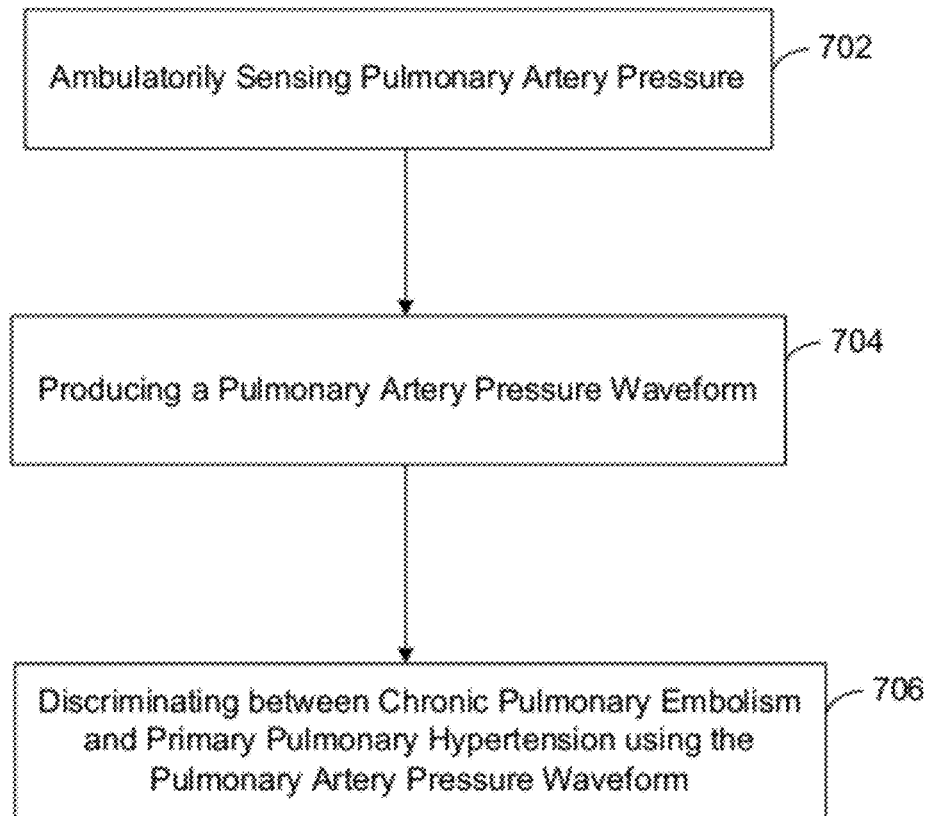 702
Ambulatorily Sensing Pulmonary Artery Pressure
704
Producing a Pulmonary Artery Pressure Waveform
706
Discriminating between Chronic Pulmonary Embolism
and Primary Pulmonary Hypertension using the
Pulmonary Artery Pressure Waveform